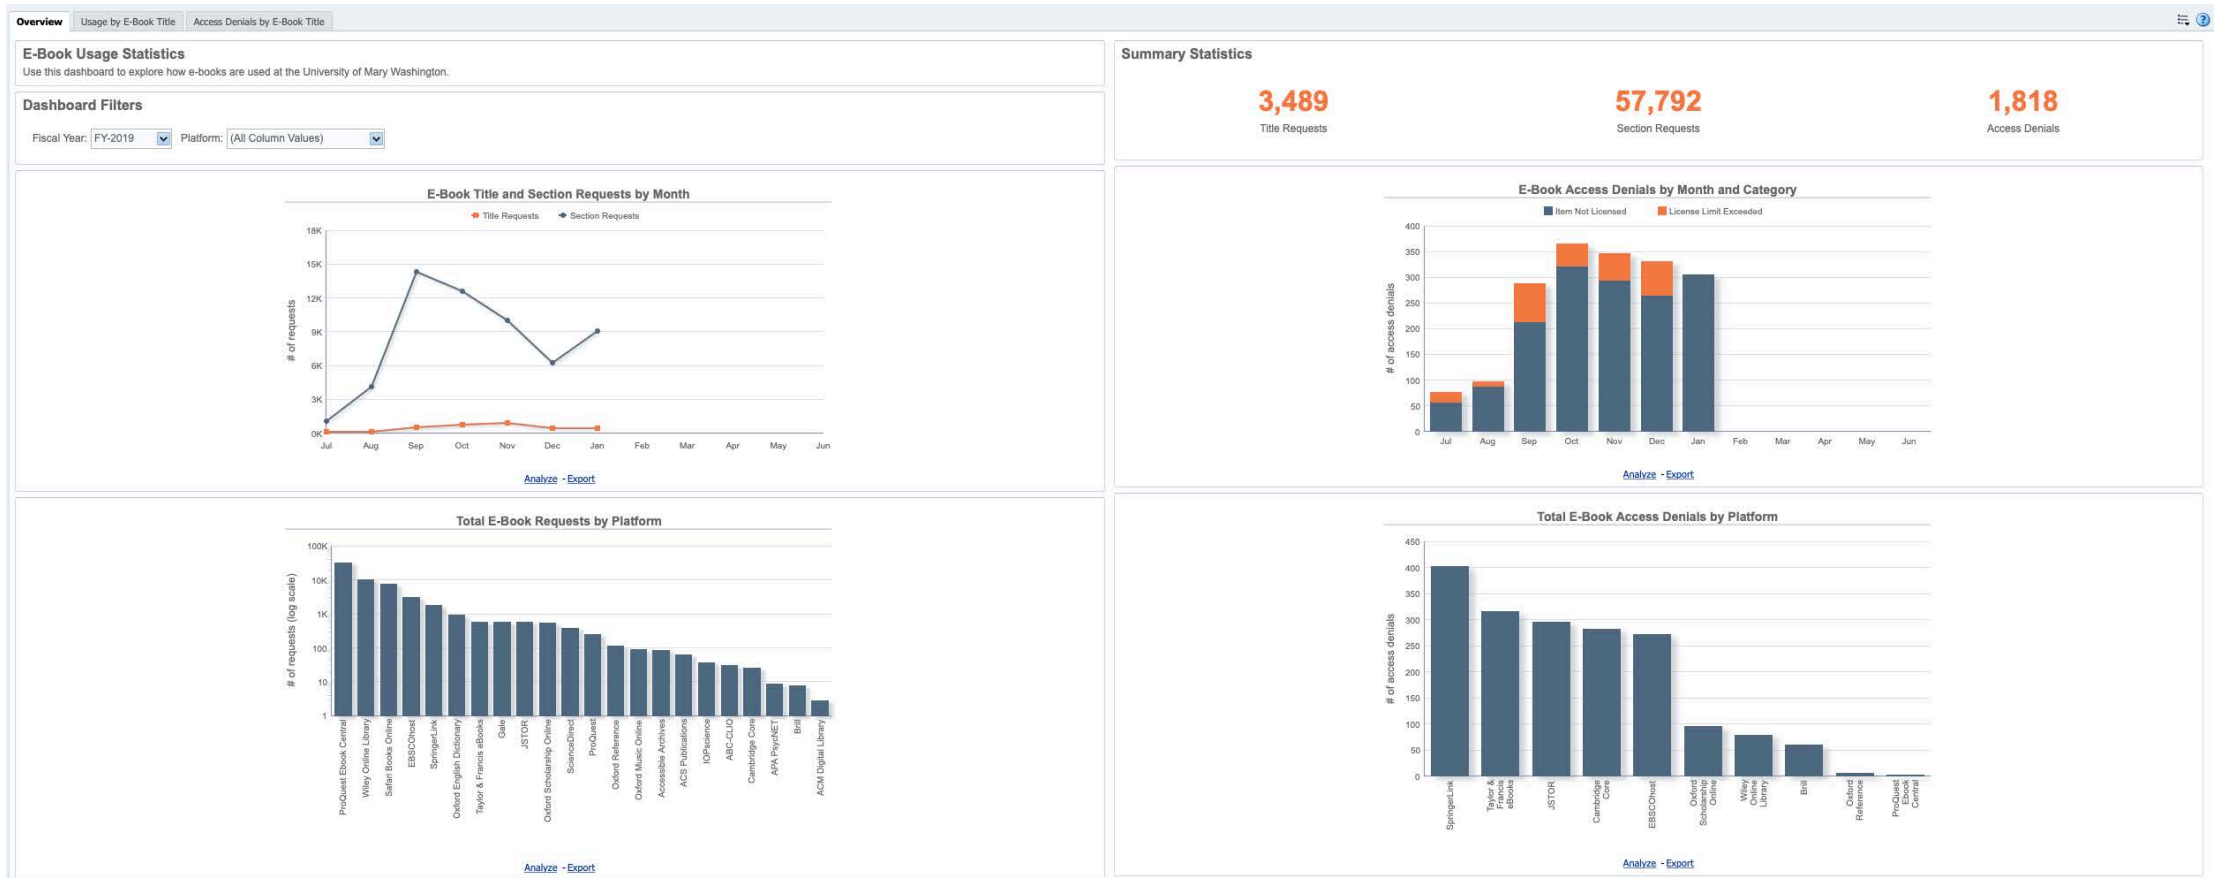 Overview
Usage by E-Book Title
Access Denials by E-Book Title
E-Book Usage Statistics
Use this dashboard to explore how e-books are used at the University of Mary Washington.
Dashboard Filters
Fiscal Year: FY-2019 Platform: (All Column Values)
Summary Statistics
3,489
57,792
1,818
Title Requests
Section Requests
Access Denials
E-Book Title and Section Requests by Month
Title Requests
Section Requests
# of requests
18K
15K
12K
9K
6K
3K
0K
Jul Aug Sep Oct Nov Dec Jan Feb Mar Apr May Jun
Analyze - Export
E-Book Access Denials by Month and Category
Item Not Licensed
License Limit Exceeded
# of access denials
400
350
300
250
200
150
100
50
0
Jul Aug Sep Oct Nov Dec Jan Feb Mar Apr May Jun
Analyze - Export
Total E-Book Requests by Platform
# of requests (log scale)
100K
10K
1K
100
10
1
ProQuest Ebook Central
Wiley Online Library
Safari Books Online
EBSCOhost
SpringerLink
Oxford English Dictionary
Taylor & Francis eBooks
Gale
JSTOR
Oxford Scholarship Online
ScienceDirect
ProQuest
Oxford Reference
Oxford Music Online
Accessible Archives
ACS Publications
IOPscience
ABC-CLIO
Cambridge Core
APA PsycNET
Brill
ACM Digital Library
Analyze - Export
Total E-Book Access Denials by Platform
# of access denials
450
400
350
300
250
200
150
100
50
0
SpringerLink
Taylor &
Francis
eBooks
JSTOR
Cambridge
Core
EBSCOhost
Oxford
Scholarship
Online
Wiley
Online
Library
Brill
Oxford
Reference
ProQuest
Ebook
Central
Analyze - Export